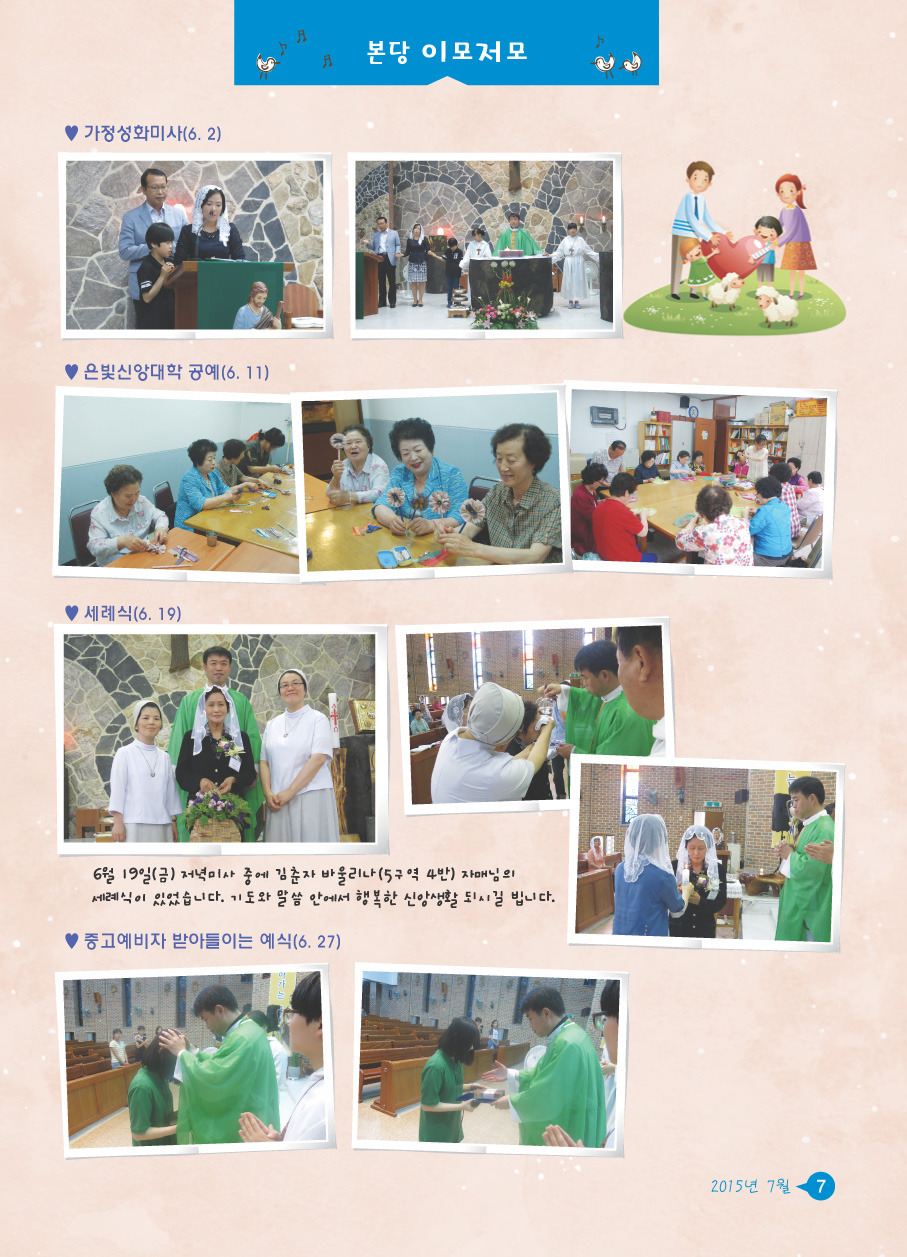 본당 이모저모
♥ 가정성화미사(6. 2)
♥ 은빛신앙대학 공예(6. 11)
♥ 세례식(6. 19)
6월 19일(금) 저녁미사 중에 김춘자 바울리나(5구역 4반) 자매님의
세례식이 있었습니다. 기도와 말씀 안에서 행복한 신앙생활 되시길 빕니다.
♥ 중고예비자 받아들이는 예식(6. 27)
2015년 7월 7